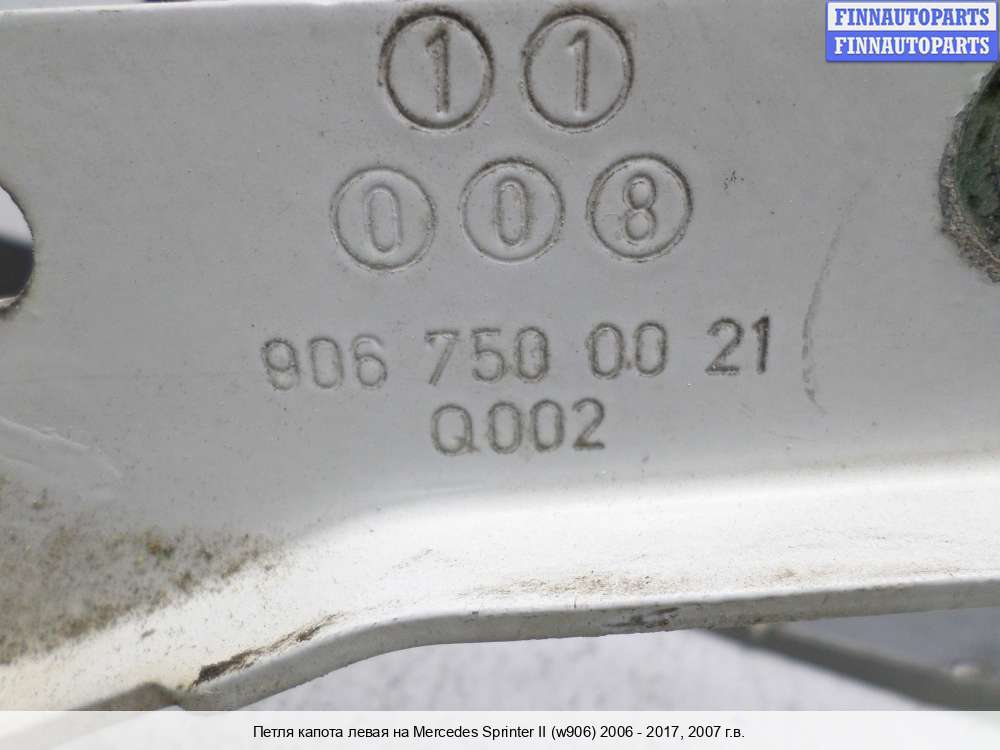 FINNAUTOPARTS
FINNAUTOPARTS
1 1
0 0 8
906 750 00 21
Q002
Петля капота левая на Mercedes Sprinter II (w906) 2006 - 2017, 2007 г.в.